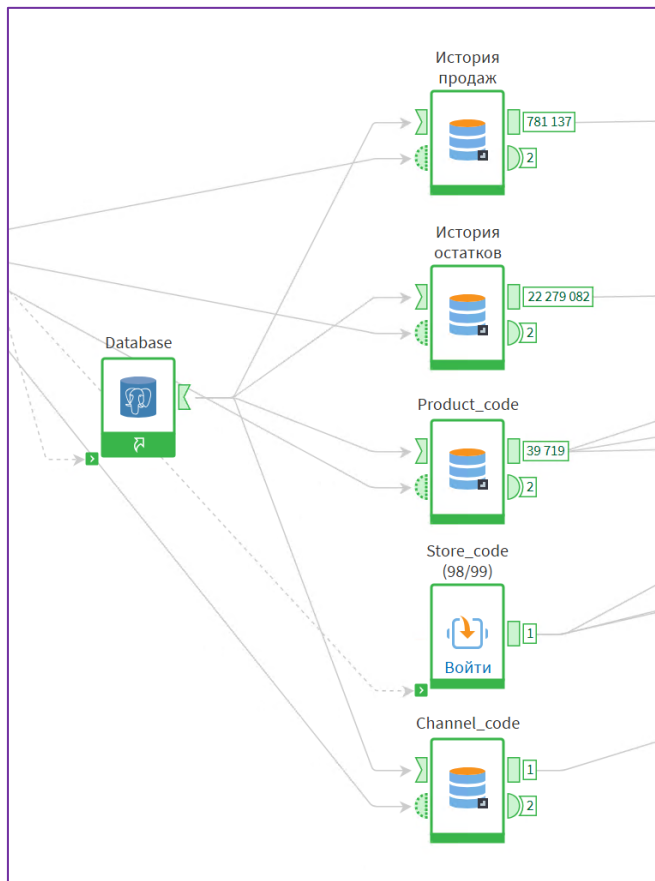 История
продаж
781 137
2
История
остатков
22 279 082
2
Database
Product_code
39 719
2
Store_code
(98/99)
1
Войти
Channel_code
1
2